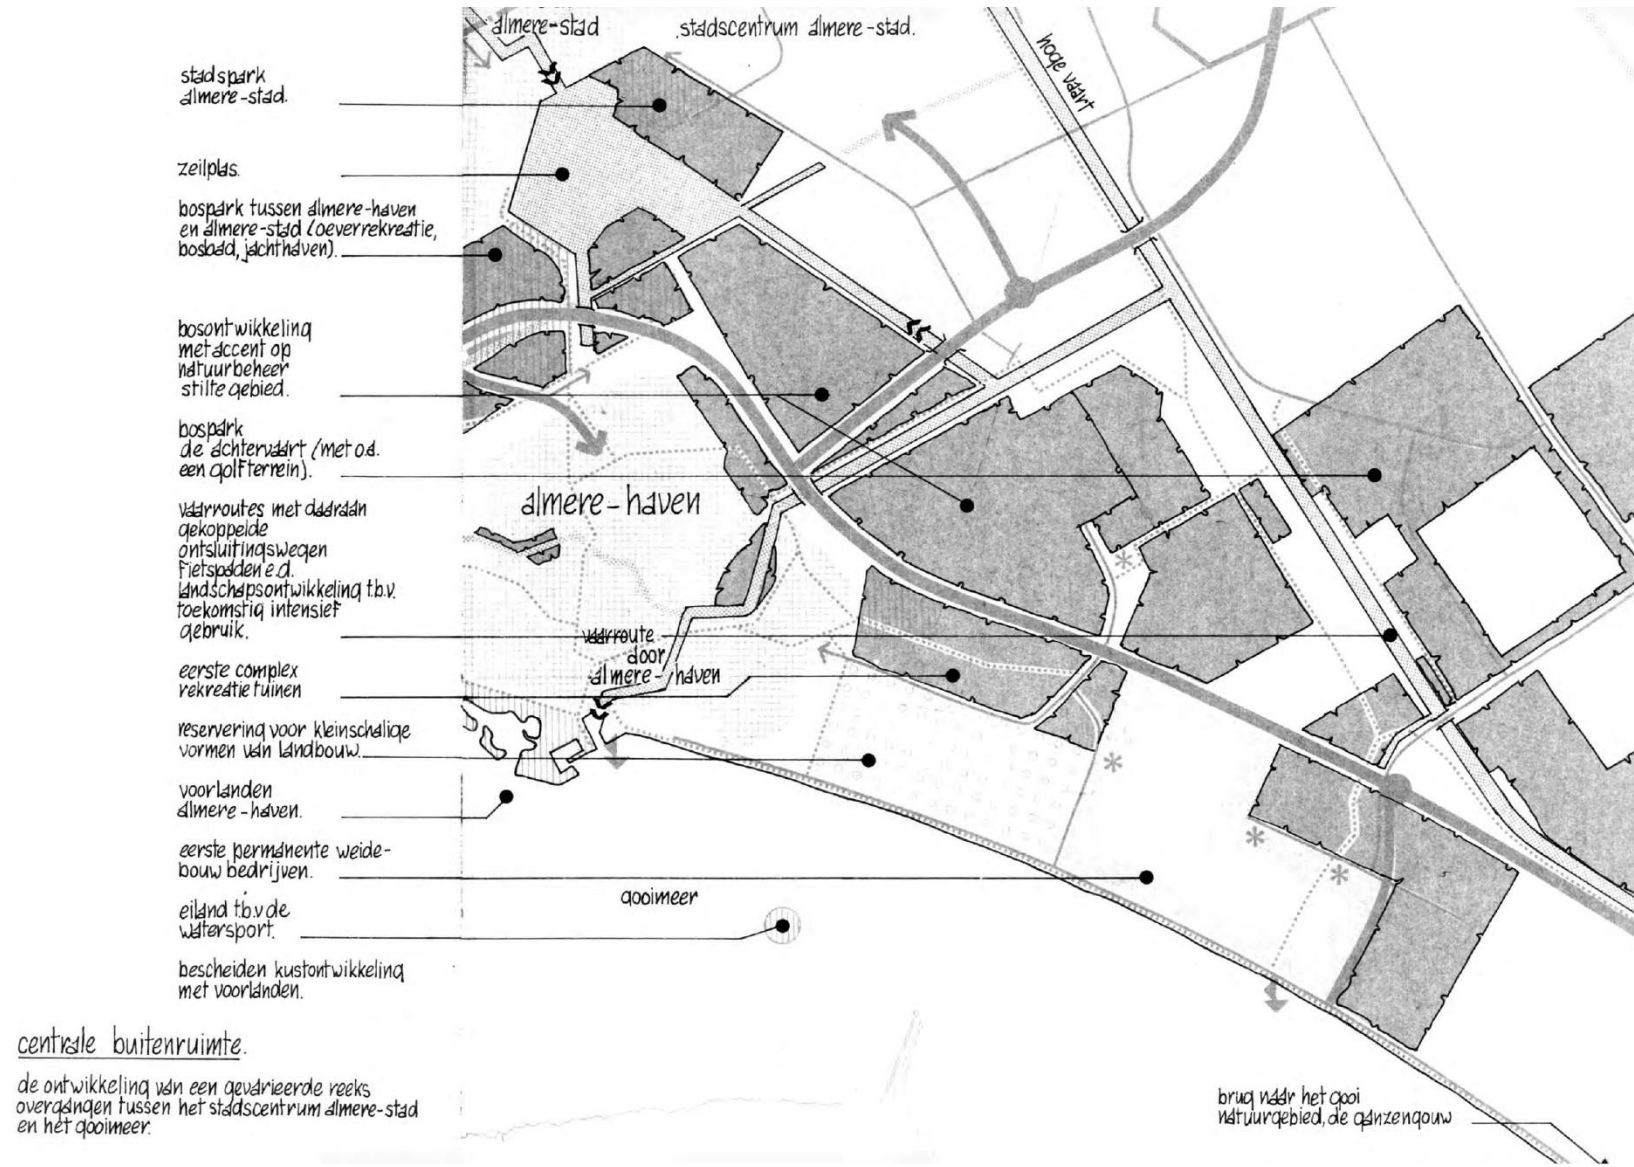 almere-stad
stadscentrum almere-stad.
hoge vaart
stadspark
almere-stad.
zeilplas.
bospark tussen almere-haven
en almere-stad (oeverrekreatie,
bosbad, jachthaven).
bosontwikkeling
met accent op
natuurbeheer
stilte gebied.
bospark
de achtervaart (met o.a.
een golfterrein).
vaarroutes met daaraan
gekoppelde
ontsluitingswegen
fietspaden e.d.
landschapsontwikkeling t.b.v.
toekomstig intensief
gebruik.
almere-haven
vaarroute
door
almere-haven
eerste complex
rekreatie tuinen
reservering voor kleinschalige
vormen van landbouw.
voorlanden
almere-haven.
eerste permanente weide-
bouw bedrijven.
gooimeer
eiland t.b.v. de
watersport.
bescheiden kustontwikkeling
met voorlanden.
centrale buitenruimte.
de ontwikkeling van een gevarieerde reeks
overgangen tussen het stadscentrum almere-stad
en het gooimeer.
brug naar het gooi
natuurgebied, de ganzengouw